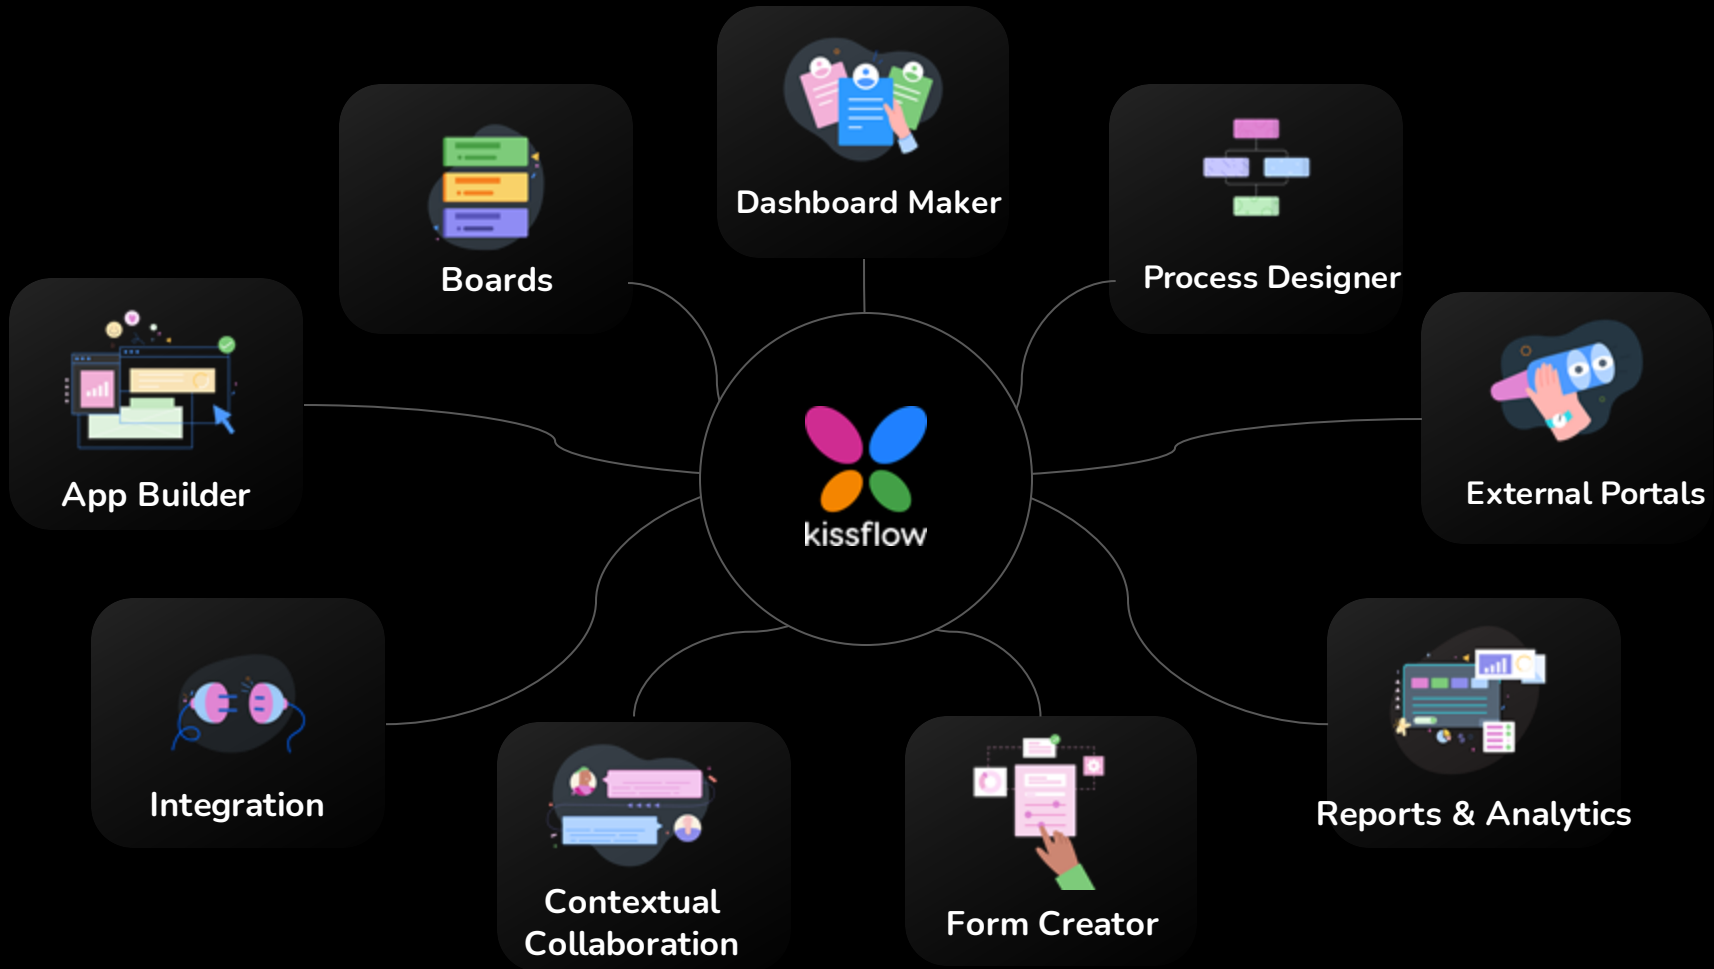 Dashboard Maker
Boards
Process Designer
App Builder
External Portals
kissflow
Integration
Reports & Analytics
Contextual
Collaboration
Form Creator